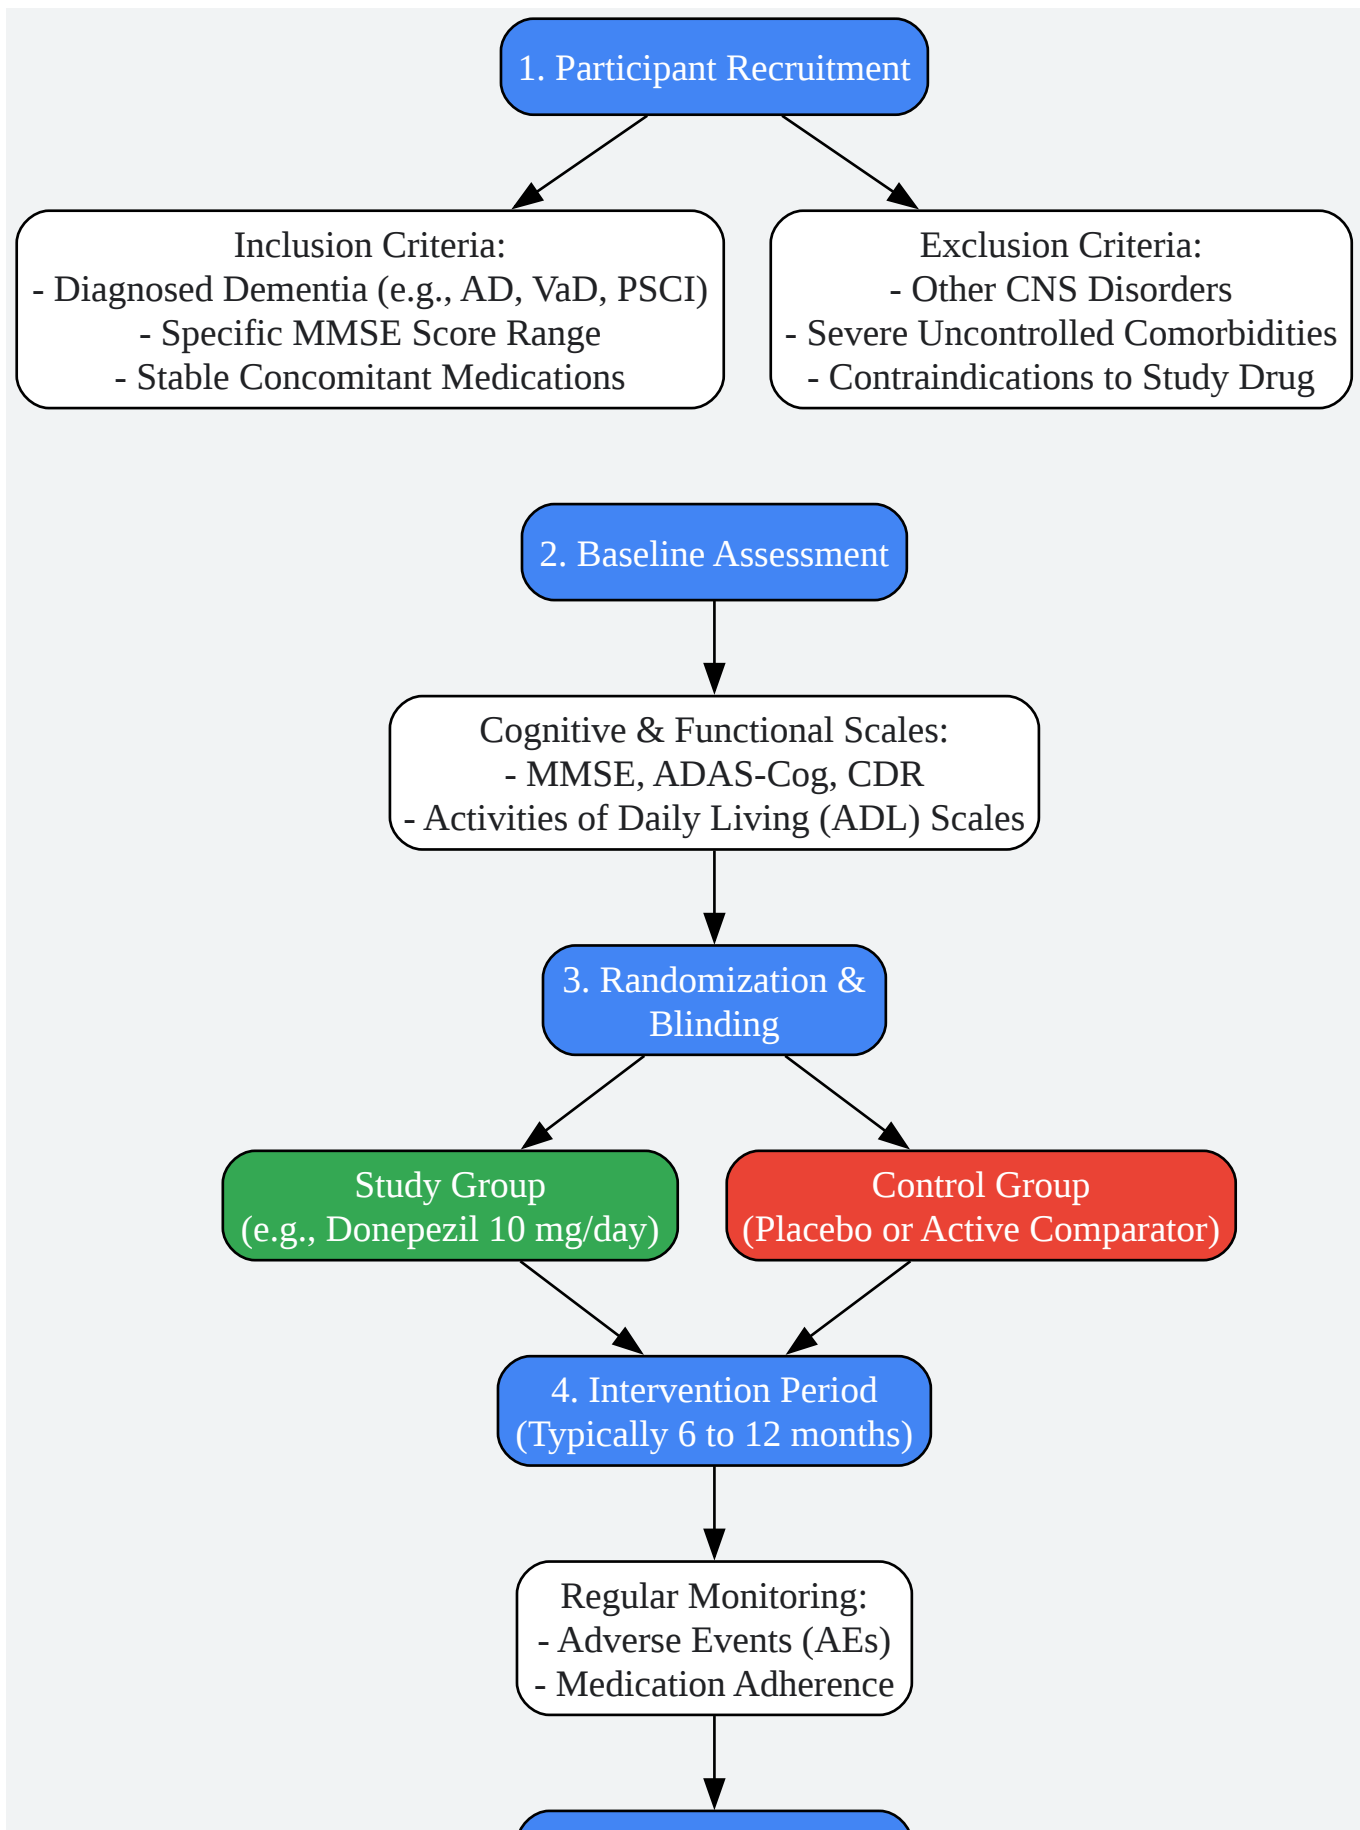 1. Participant Recruitment
Inclusion Criteria:
- Diagnosed Dementia (e.g., AD, VaD, PSCI)
- Specific MMSE Score Range
- Stable Concomitant Medications
Exclusion Criteria:
- Other CNS Disorders
- Severe Uncontrolled Comorbidities
- Contraindications to Study Drug
2. Baseline Assessment
Cognitive & Functional Scales:
- MMSE, ADAS-Cog, CDR
- Activities of Daily Living (ADL) Scales
3. Randomization &
Blinding
Study Group
(e.g., Donepezil 10 mg/day)
Control Group
(Placebo or Active Comparator)
4. Intervention Period
(Typically 6 to 12 months)
Regular Monitoring:
- Adverse Events (AEs)
- Medication Adherence